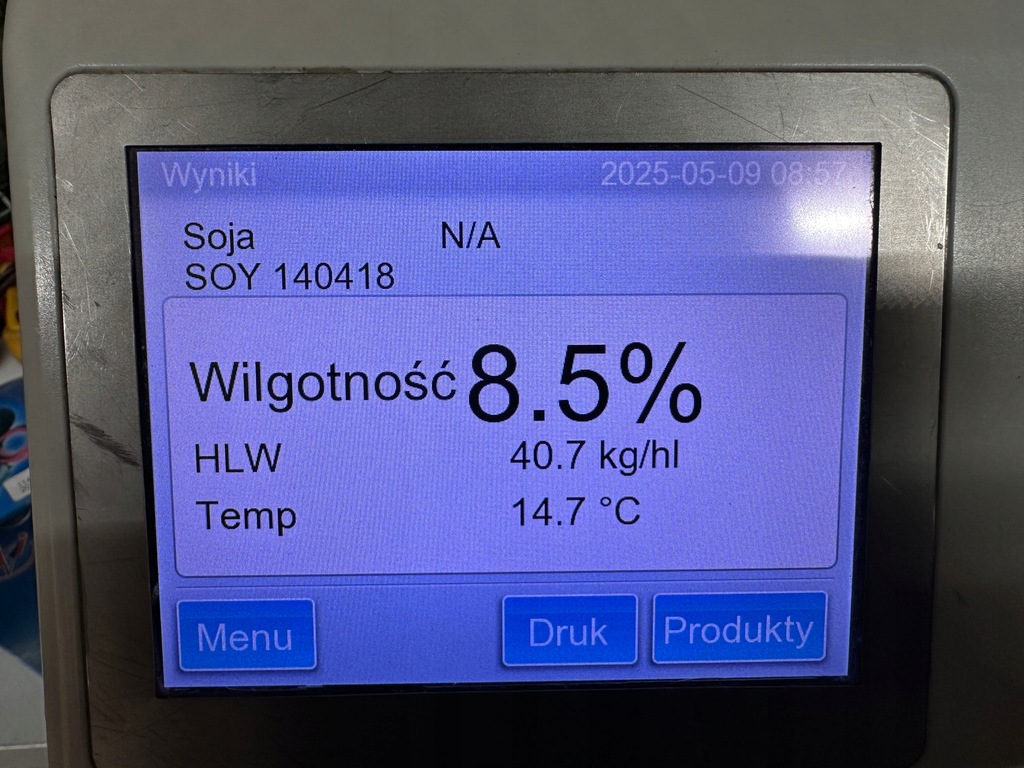 Wyniki 2025-05-09 08:57
Soja N/A
SOY 140418
Wilgotność 8.5%
HLW 40.7 kg/hl
Temp 14.7 °C
Menu Druk Produkty